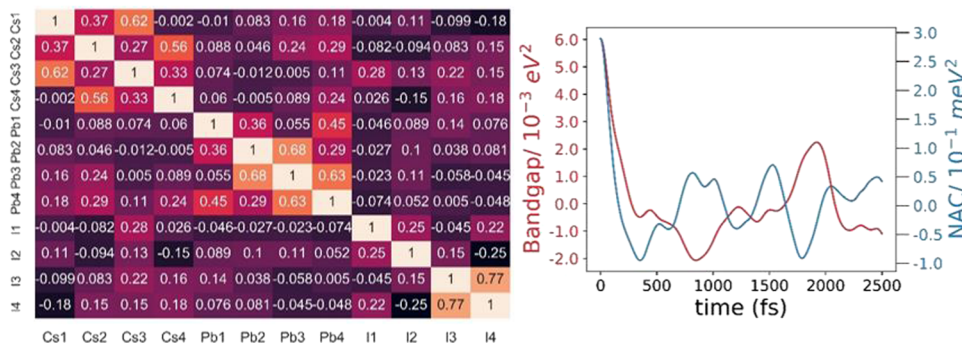 Cs1 1 0.37 0.62 -0.002 -0.01 0.083 0.16 0.18 -0.004 0.11 -0.099 -0.18
Cs2 0.37 1 0.27 0.56 0.088 0.046 0.24 0.29 -0.082 -0.094 0.083 0.15
Cs3 0.62 0.27 1 0.33 0.074 -0.012 0.005 0.11 0.28 0.13 0.22 0.15
Cs4 -0.002 0.56 0.33 1 0.06 -0.005 0.089 0.24 0.026 -0.15 0.16 0.18
Pb1 -0.01 0.088 0.074 0.06 1 0.36 0.055 0.45 -0.046 0.089 0.14 0.076
Pb2 0.083 0.046 -0.012 -0.005 0.36 1 0.68 0.29 -0.027 0.1 0.038 0.081
Pb3 0.16 0.24 0.005 0.089 0.055 0.68 1 0.63 -0.023 0.11 -0.058 -0.045
Pb4 0.18 0.29 0.11 0.24 0.45 0.29 0.63 1 -0.074 0.052 0.005 -0.048
I1 -0.004 -0.082 0.28 0.026 -0.046 -0.027 -0.023 -0.074 1 0.25 -0.045 0.22
I2 0.11 -0.094 0.13 -0.15 0.089 0.1 0.11 0.052 0.25 1 0.15 -0.25
I3 -0.099 0.083 0.22 0.16 0.14 0.038 -0.058 0.005 -0.045 0.15 1 0.77
I4 -0.18 0.15 0.15 0.18 0.076 0.081 -0.045 -0.048 0.22 -0.25 0.77 1
Cs1 Cs2 Cs3 Cs4 Pb1 Pb2 Pb3 Pb4 I1 I2 I3 I4
Bandgap/ 10⁻³ eV²
6.0
5.0
4.0
3.0
2.0
1.0
0.0
-1.0
-2.0
0 500 1000 1500 2000 2500
time (fs)
3.0
2.5
2.0
1.5
1.0
0.5
0.0
-0.5
-1.0
NAC/ 10⁻¹ meV²